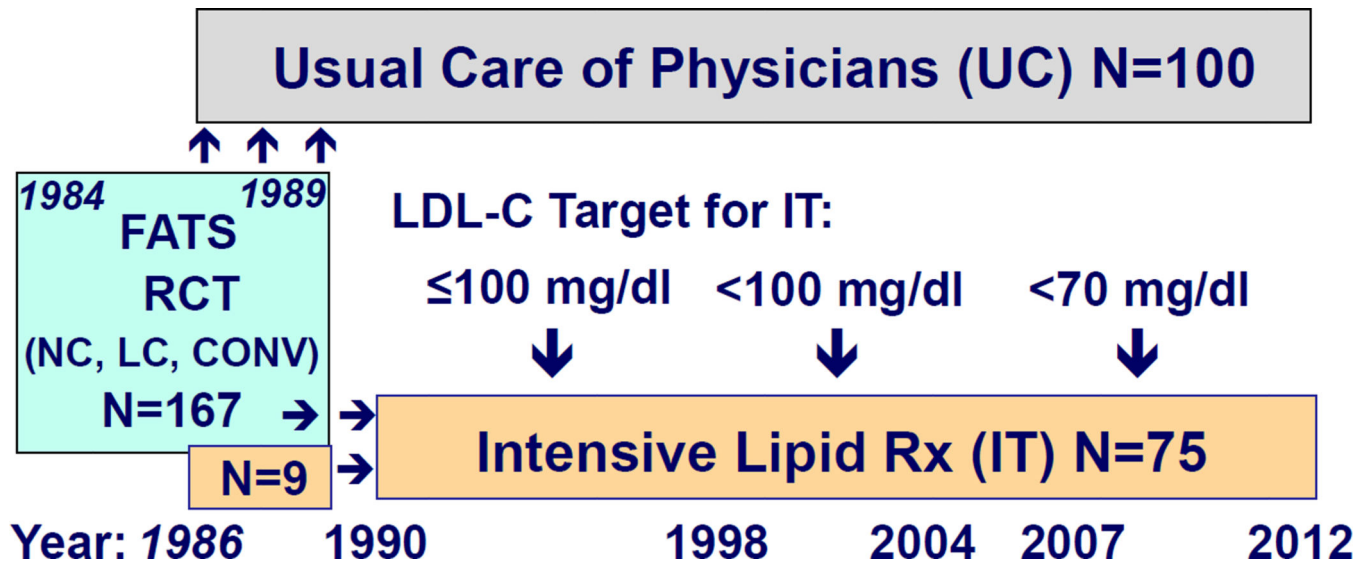 Usual Care of Physicians (UC) N=100
1984 1989
FATS
RCT
(NC, LC, CONV)
N=167
N=9
LDL-C Target for IT:
≤100 mg/dl <100 mg/dl <70 mg/dl
Intensive Lipid Rx (IT) N=75
Year: 1986 1990 1998 2004 2007 2012